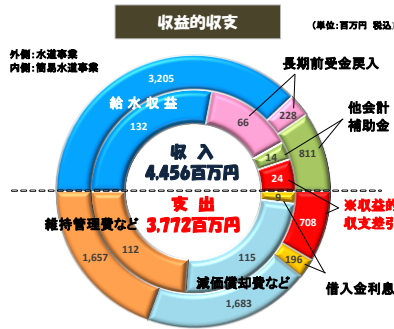 収益的収支
(単位：百万円 税込)
外側：水道事業
内側：簡易水道事業
長期前受金戻入
3,205
228
給水収益
66
他会計
補助金
132
14
811
収入
4,456百万円
24
支出
3,772百万円
9
※収益的
収支差引
708
維持管理費など
112
115
196
1,657
減価償却費など
借入金利息
1,683